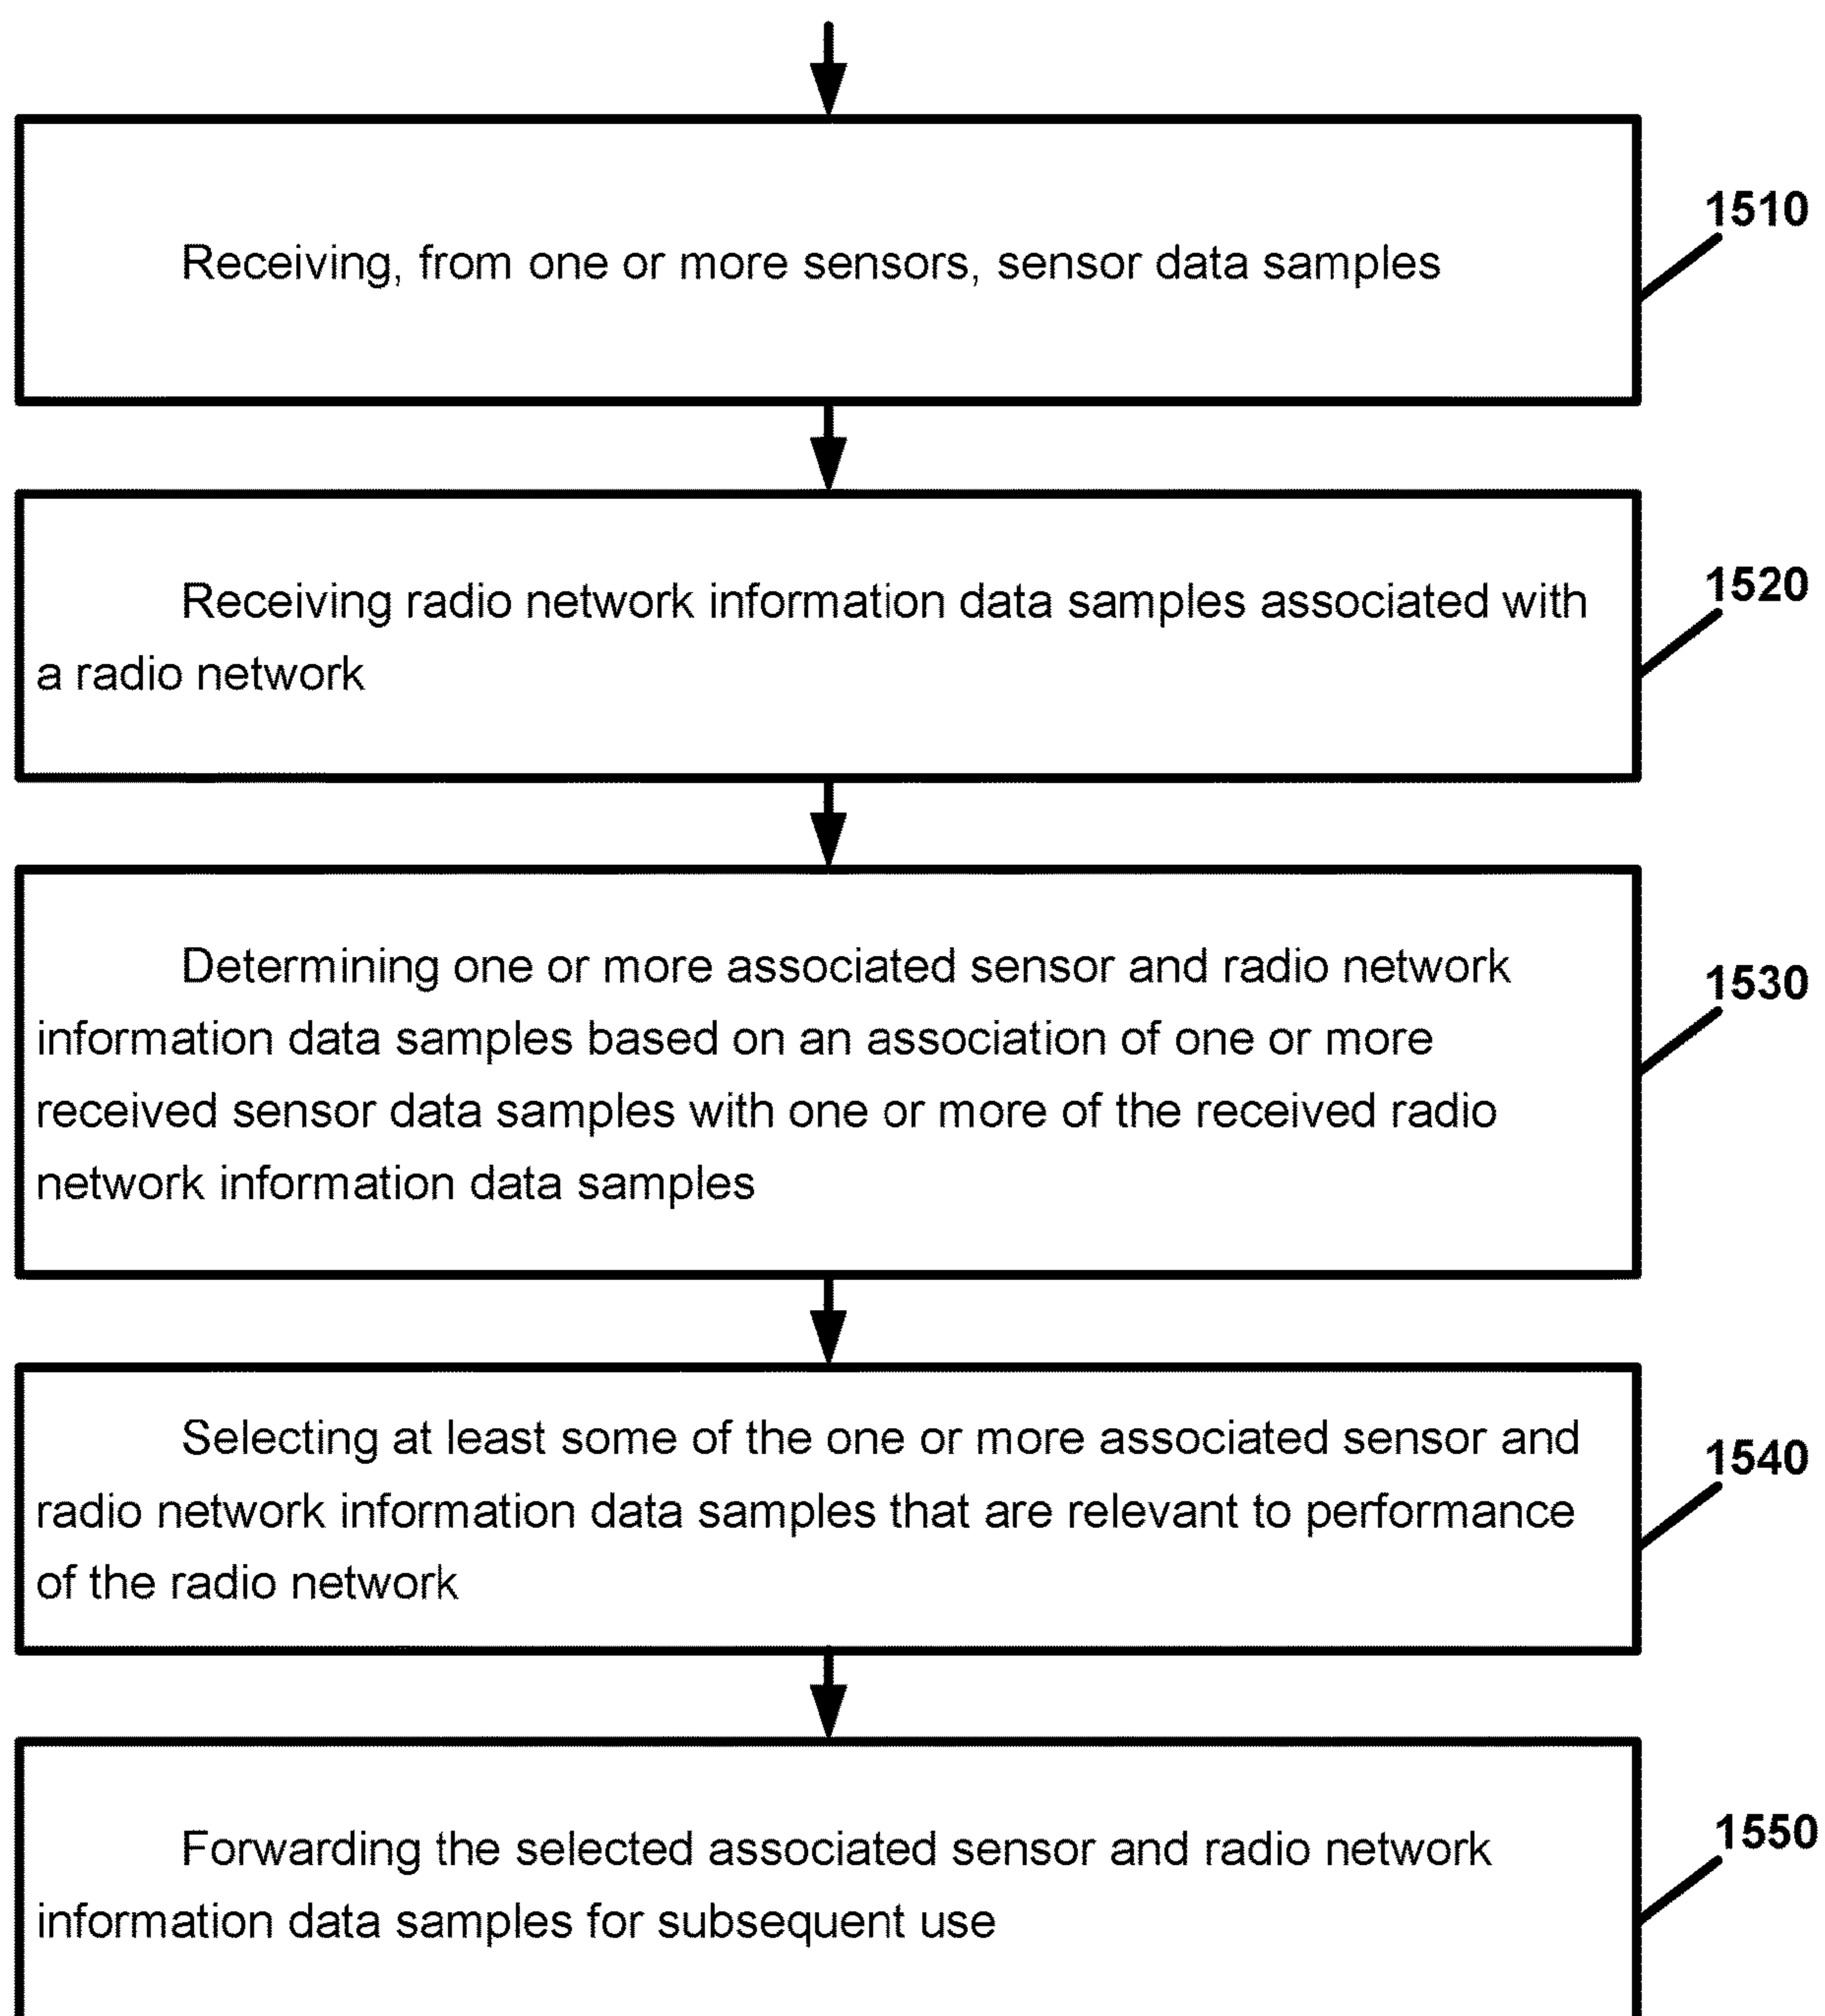 Receiving, from one or more sensors, sensor data samples
1510
Receiving radio network information data samples associated with
a radio network
1520
Determining one or more associated sensor and radio network
information data samples based on an association of one or more
received sensor data samples with one or more of the received radio
network information data samples
1530
Selecting at least some of the one or more associated sensor and
radio network information data samples that are relevant to performance
of the radio network
1540
Forwarding the selected associated sensor and radio network
information data samples for subsequent use
1550